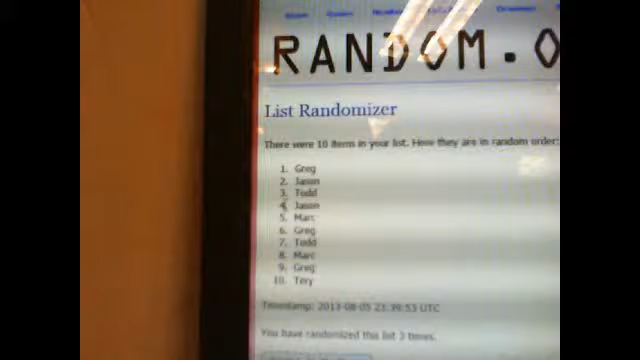 RANDOM.O
List Randomizer
There were 10 items in your list. Here they are in random order:
1. Greg
2. Jason
3. Todd
4. Jason
5. Marc
6. Greg
7. Todd
8. Marc
9. Greg
10. Tery
Timestamp: 2013-08-05 23:39:53 UTC
You have randomized this list 3 times.